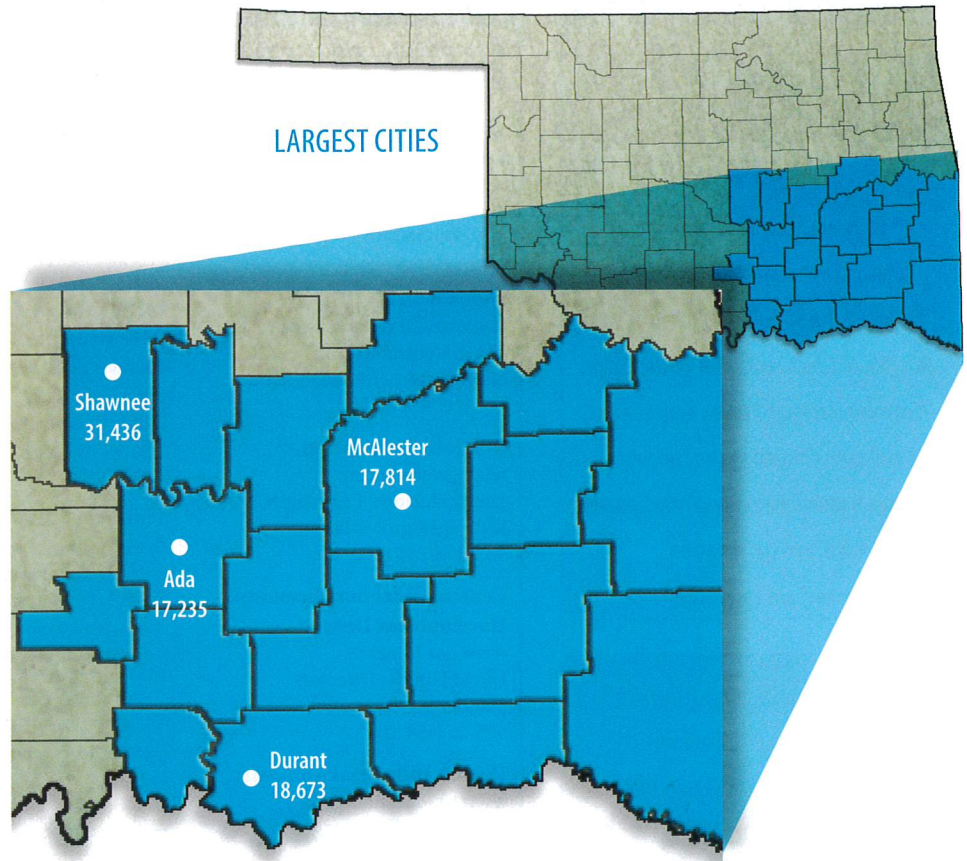 LARGEST CITIES
Shawnee
31,436
McAlester
17,814
Ada
17,235
Durant
18,673